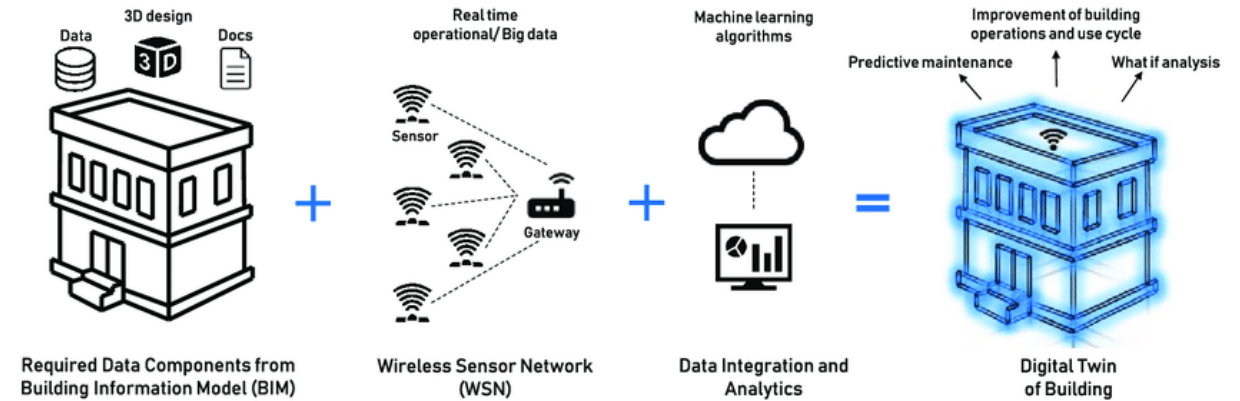 3D design
Data
Docs
3D
Required Data Components from
Building Information Model (BIM)
+
Real time
operational/Big data
Sensor
Gateway
Wireless Sensor Network
(WSN)
+
Machine learning
algorithms
Data Integration and
Analytics
=
Improvement of building
operations and use cycle
Predictive maintenance
What if analysis
Digital Twin
of Building